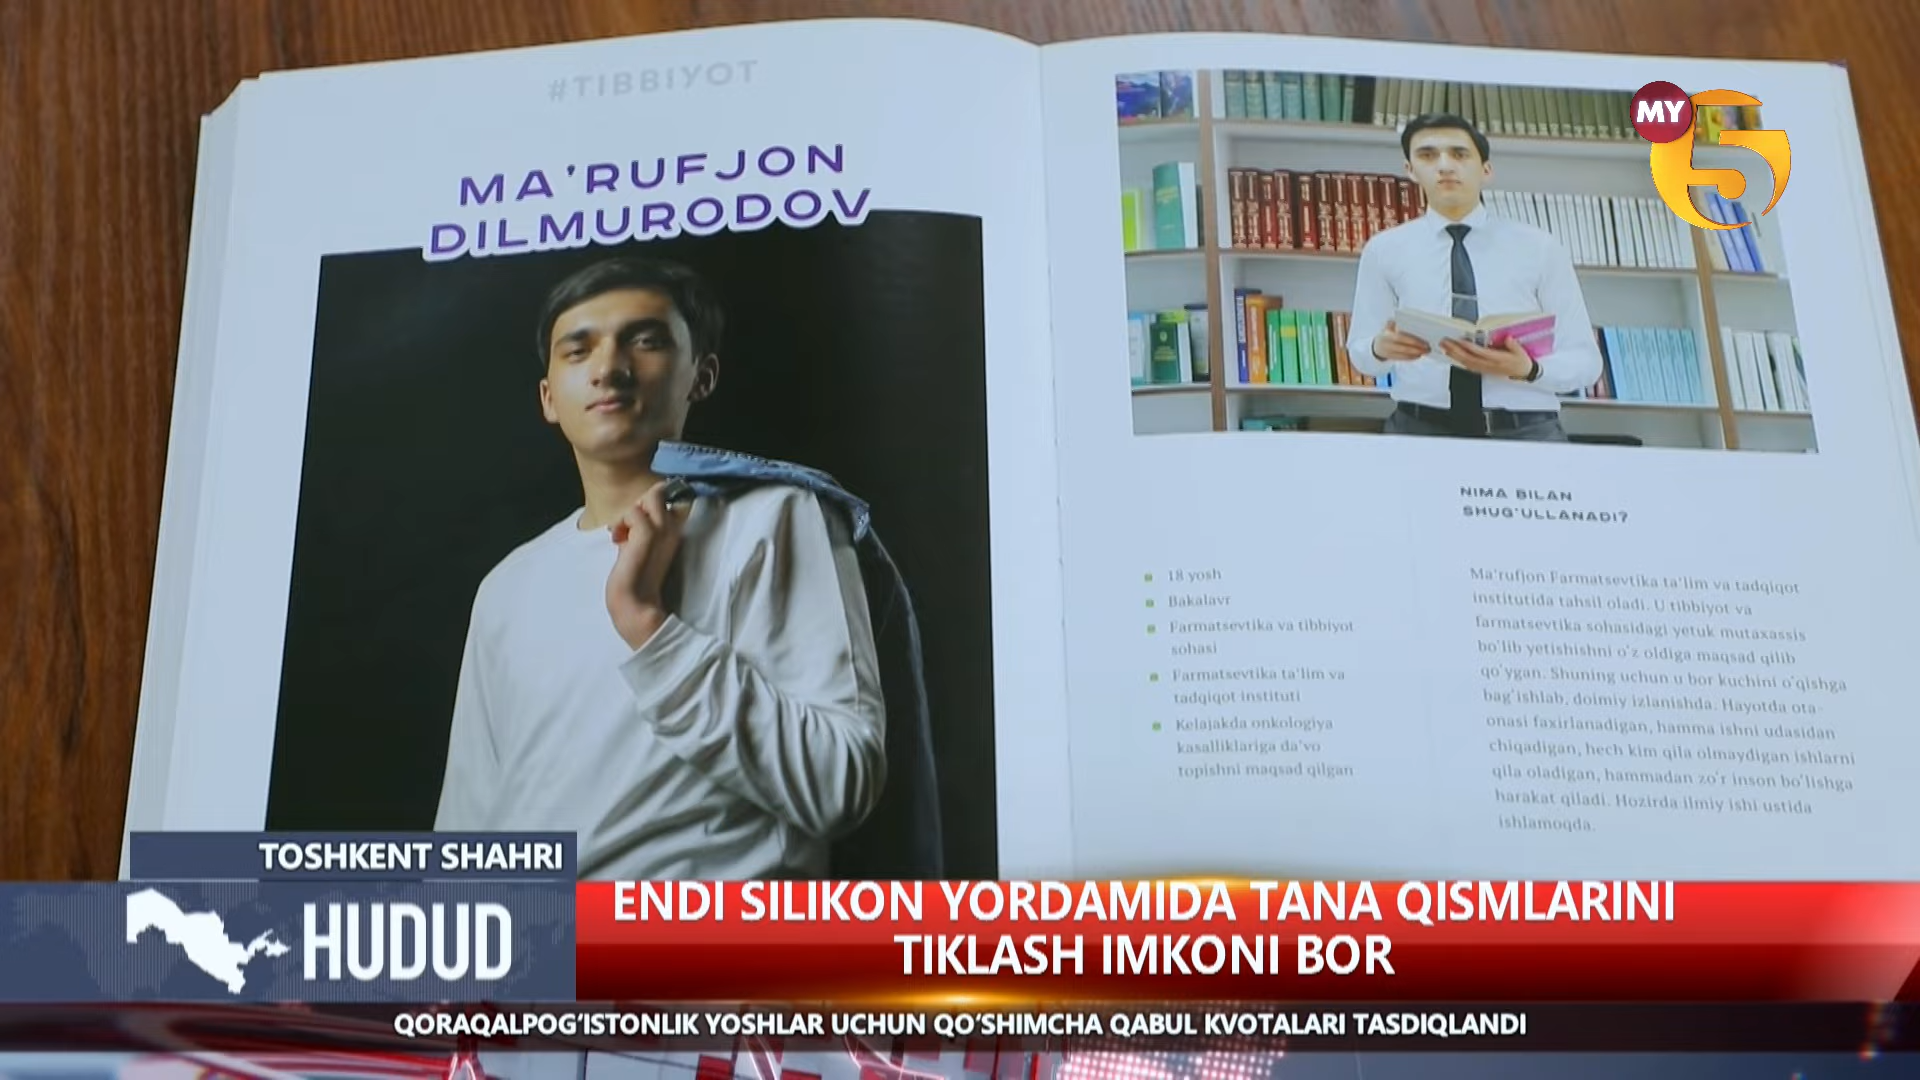 #TIBBIYOT
MA'RUFJON
DILMURODOV
MY
5
NIMA BILAN
SHUG'ULLANADI?
18 yosh
Bakalavr
Farmatsevtika va tibbiyot
sohasi
Farmatsevtika ta'lim va
tadqiqot instituti
Kelajakda onkologiya
kasalliklariga da'vo
topishni maqsad qilgan
Ma'rufjon Farmatsevtika ta'lim va tadqiqot
institutida tahsil oladi. U tibbiyot va
farmatsevtika sohasidagi yetuk mutaxassis
bo'lib yetishishni o'z oldiga maqsad qilib
qo'ygan. Shuning uchun u bor kuchini o'qishga
bag'ishlab, doimiy izlanishda. Hayotda ota-
onasi faxirlanadigan, hamma ishni udasidan
chiqadigan, hech kim qila olmaydigan ishlarni
qila oladigan, hammadan zo'r inson bo'lishga
harakat qiladi. Hozirda ilmiy ishi ustida
ishlamoqda.
TOSHKENT SHAHRI
HUDUD
ENDI SILIKON YORDAMIDA TANA QISMLARINI
TIKLASH IMKONI BOR
QORAQALPOG'ISTONLIK YOSHLAR UCHUN QO'SHIMCHA QABUL KVOTALARI TASDIQLANDI